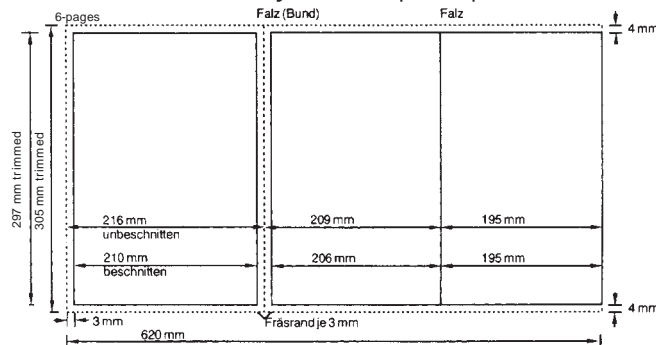 6-pages
Falz (Bund)
Falz
4 mm
297 mm trimmed
305 mm trimmed
216 mm
unbeschnitten
209 mm
195 mm
210 mm
beschnitten
206 mm
195 mm
4 mm
3 mm
Fräsrand je 3 mm
620 mm